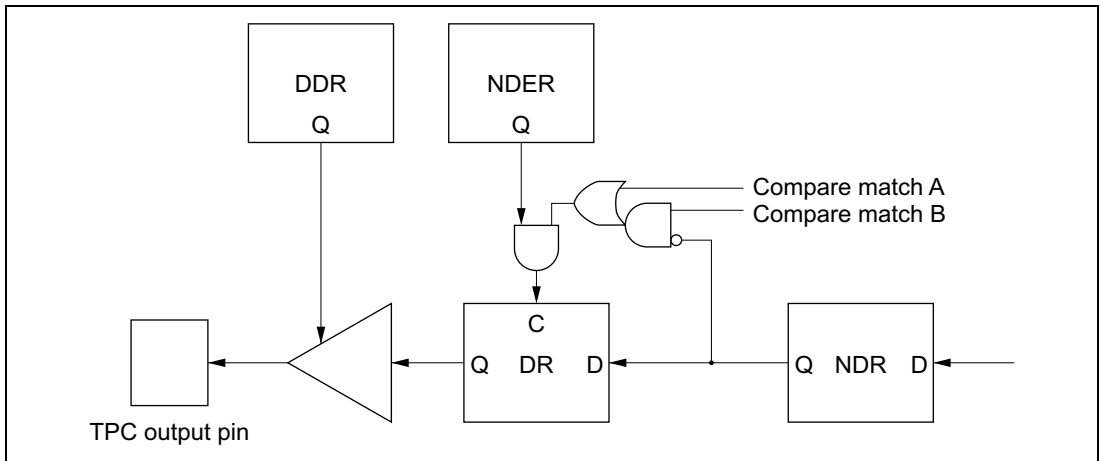 DDR
Q
NDER
Q
Compare match A
Compare match B
C
Q DR D
Q NDR D
TPC output pin